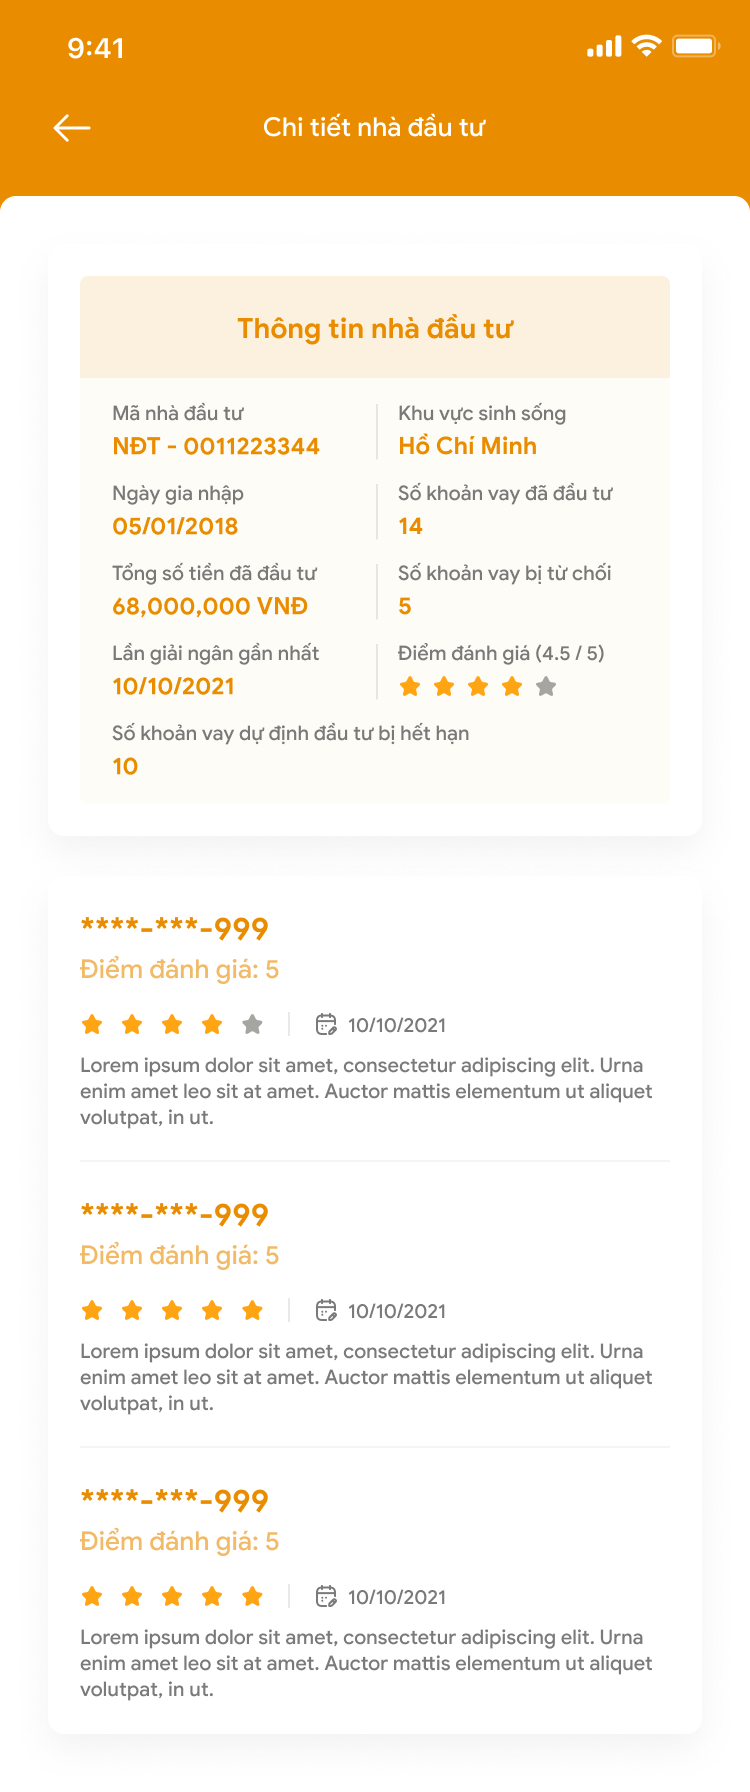 9:41
Chi tiết nhà đầu tư
Thông tin nhà đầu tư
Mã nhà đầu tư
NĐT - 0011223344
Khu vực sinh sống
Hồ Chí Minh
Ngày gia nhập
05/01/2018
Số khoản vay đã đầu tư
14
Tổng số tiền đã đầu tư
68,000,000 VNĐ
Số khoản vay bị từ chối
5
Lần giải ngân gần nhất
10/10/2021
Điểm đánh giá (4.5 / 5)
Số khoản vay dự định đầu tư bị hết hạn
10
****-***-999
Điểm đánh giá: 5
10/10/2021
Lorem ipsum dolor sit amet, consectetur adipiscing elit. Urna
enim amet leo sit at amet. Auctor mattis elementum ut aliquet
volutpat, in ut.
****-***-999
Điểm đánh giá: 5
10/10/2021
Lorem ipsum dolor sit amet, consectetur adipiscing elit. Urna
enim amet leo sit at amet. Auctor mattis elementum ut aliquet
volutpat, in ut.
****-***-999
Điểm đánh giá: 5
10/10/2021
Lorem ipsum dolor sit amet, consectetur adipiscing elit. Urna
enim amet leo sit at amet. Auctor mattis elementum ut aliquet
volutpat, in ut.